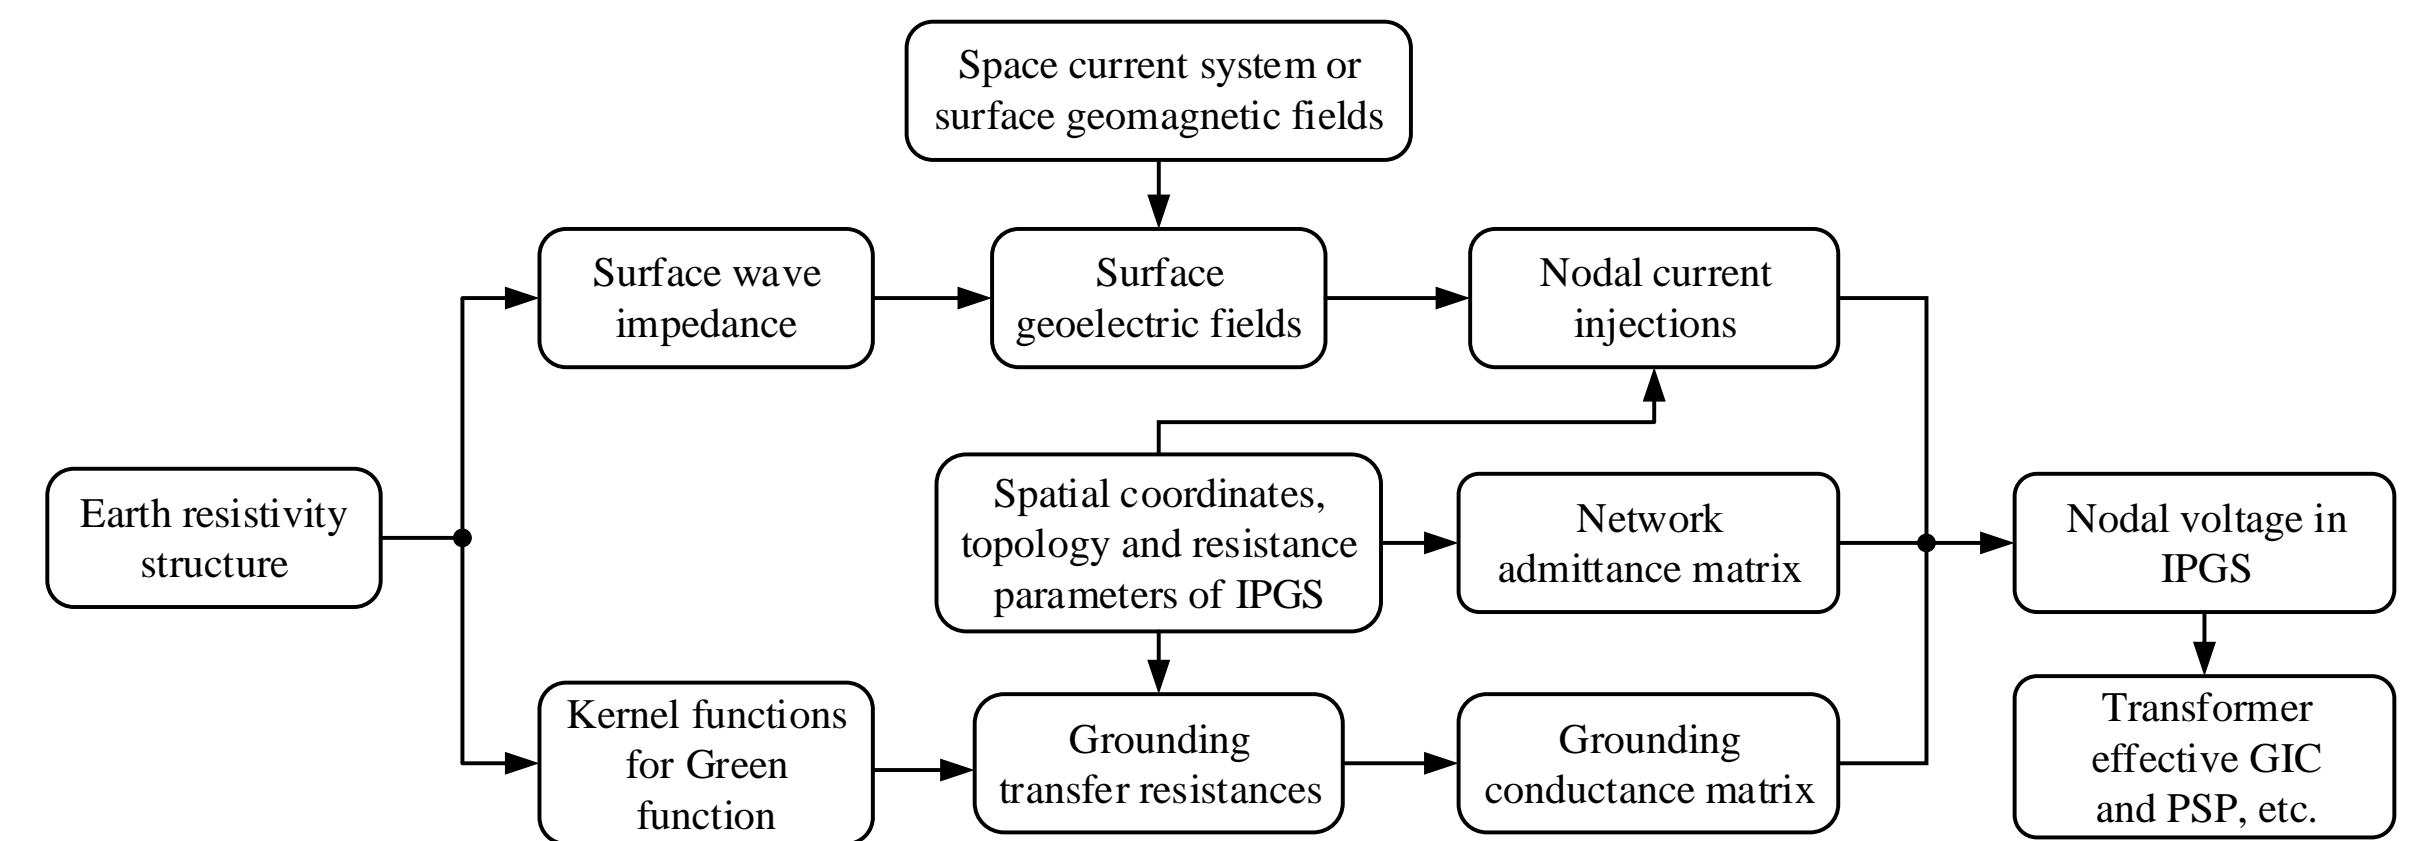 Space current system or
surface geomagnetic fields
Surface wave
impedance
Surface
geoelectric fields
Nodal current
injections
Earth resistivity
structure
Spatial coordinates,
topology and resistance
parameters of IPGS
Network
admittance matrix
Nodal voltage in
IPGS
Kernel functions
for Green
function
Grounding
transfer resistances
Grounding
conductance matrix
Transformer
effective GIC
and PSP, etc.